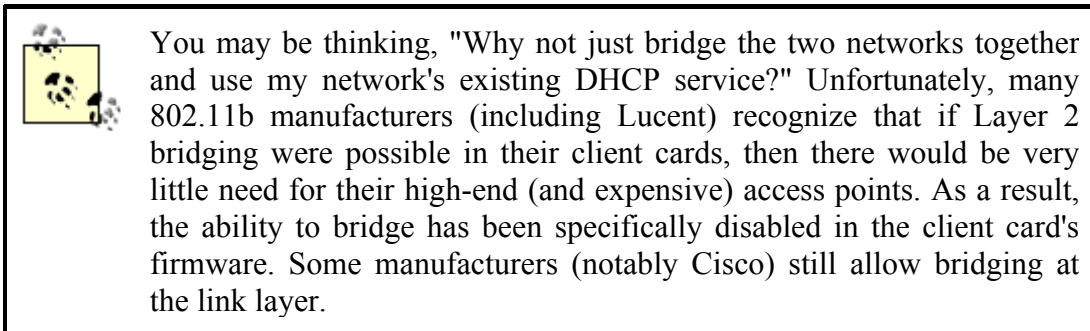 You may be thinking, "Why not just bridge the two networks together
and use my network's existing DHCP service?" Unfortunately, many
802.11b manufacturers (including Lucent) recognize that if Layer 2
bridging were possible in their client cards, then there would be very
little need for their high-end (and expensive) access points. As a result,
the ability to bridge has been specifically disabled in the client card's
firmware. Some manufacturers (notably Cisco) still allow bridging at
the link layer.